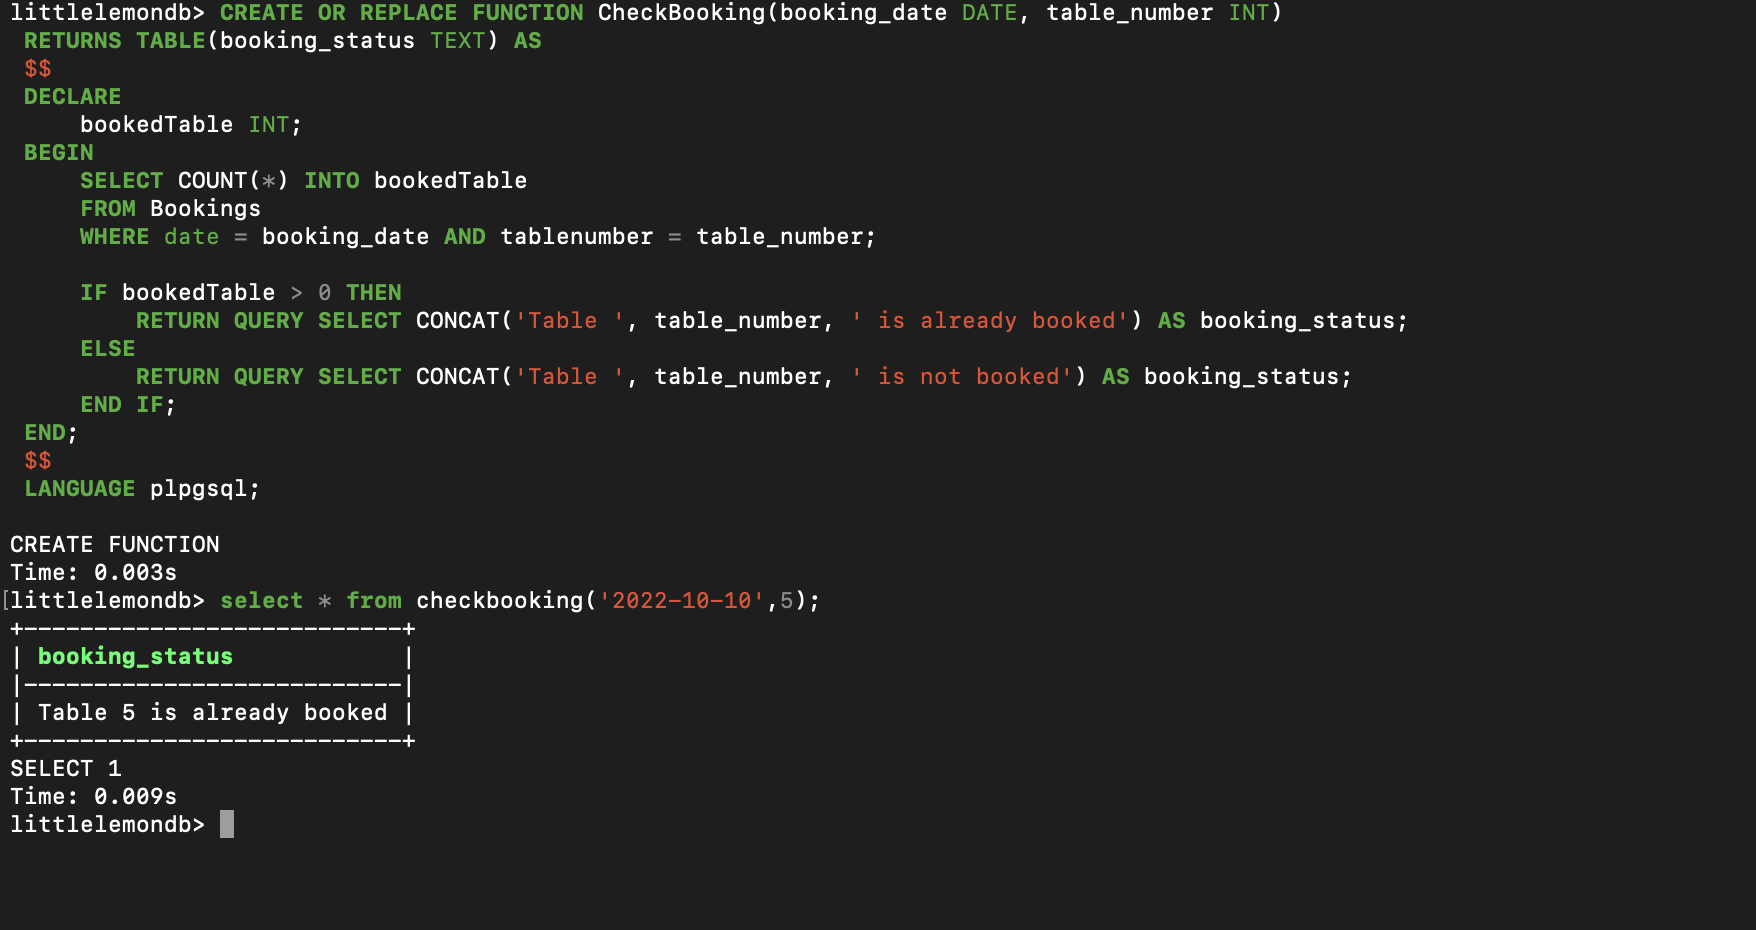 littlelemondb> CREATE OR REPLACE FUNCTION CheckBooking(booking_date DATE, table_number INT)
RETURNS TABLE(booking_status TEXT) AS
$$
DECLARE
bookedTable INT;
BEGIN
SELECT COUNT(*) INTO bookedTable
FROM Bookings
WHERE date = booking_date AND tablenumber = table_number;
IF bookedTable > 0 THEN
RETURN QUERY SELECT CONCAT('Table ', table_number, ' is already booked') AS booking_status;
ELSE
RETURN QUERY SELECT CONCAT('Table ', table_number, ' is not booked') AS booking_status;
END IF;
END;
$$
LANGUAGE plpgsql;
CREATE FUNCTION
Time: 0.003s
[littlelemondb> select * from checkbooking('2022-10-10',5);
+---------------------------+
| booking_status |
|---------------------------|
| Table 5 is already booked |
+---------------------------+
SELECT 1
Time: 0.009s
littlelemondb>